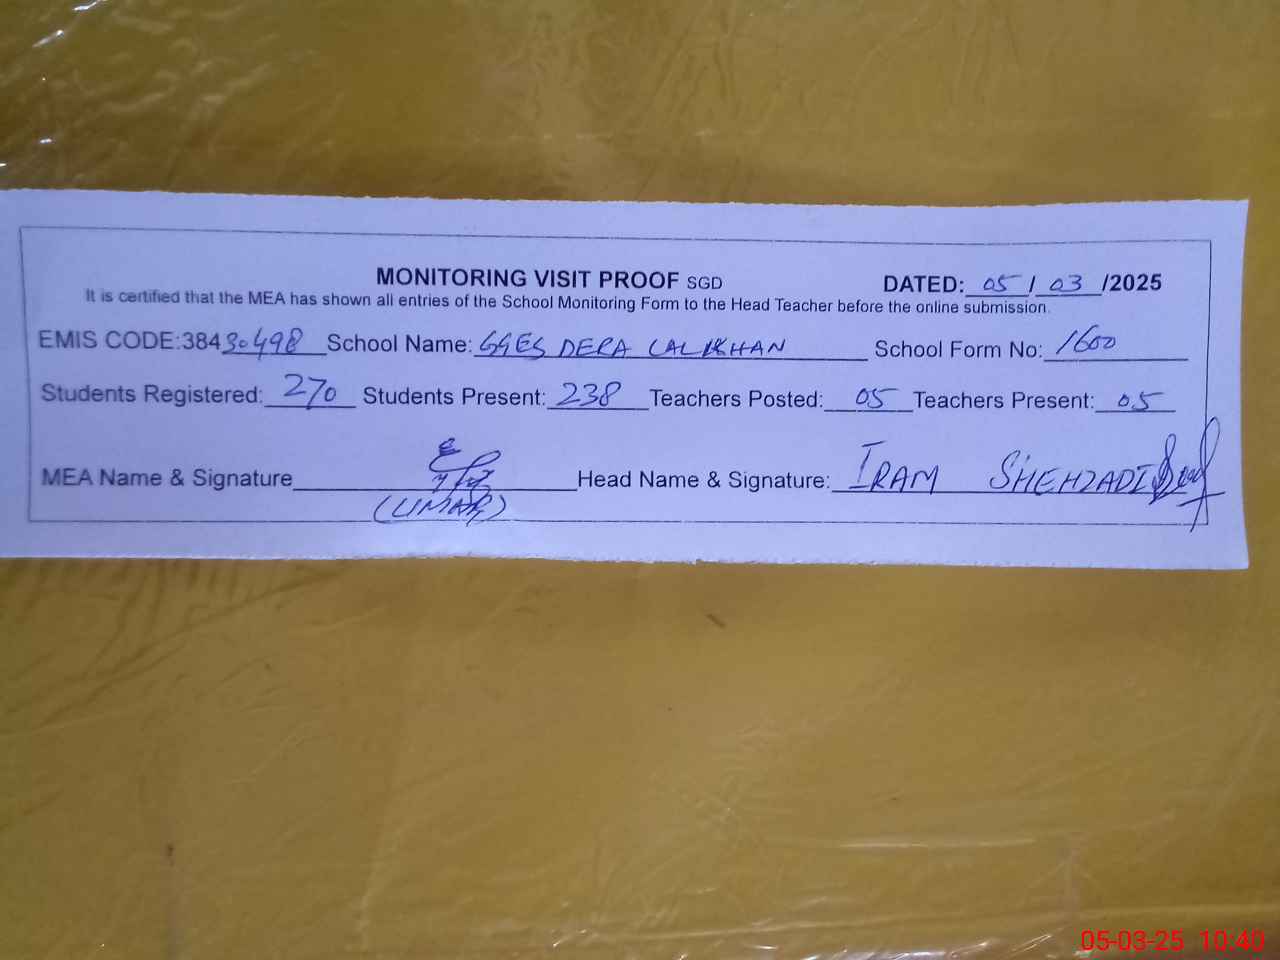 MONITORING VISIT PROOF SGD DATED: 05 / 03 /2025
It is certified that the MEA has shown all entries of the School Monitoring Form to the Head Teacher before the online submission.
EMIS CODE:38430498 School Name: GGES DERA LALKHAN School Form No: 1600
Students Registered: 270 Students Present: 238 Teachers Posted: 05 Teachers Present: 05
MEA Name & Signature Head Name & Signature: IRAM SHEHZADI
(UMAR)
05-03-25 10:40